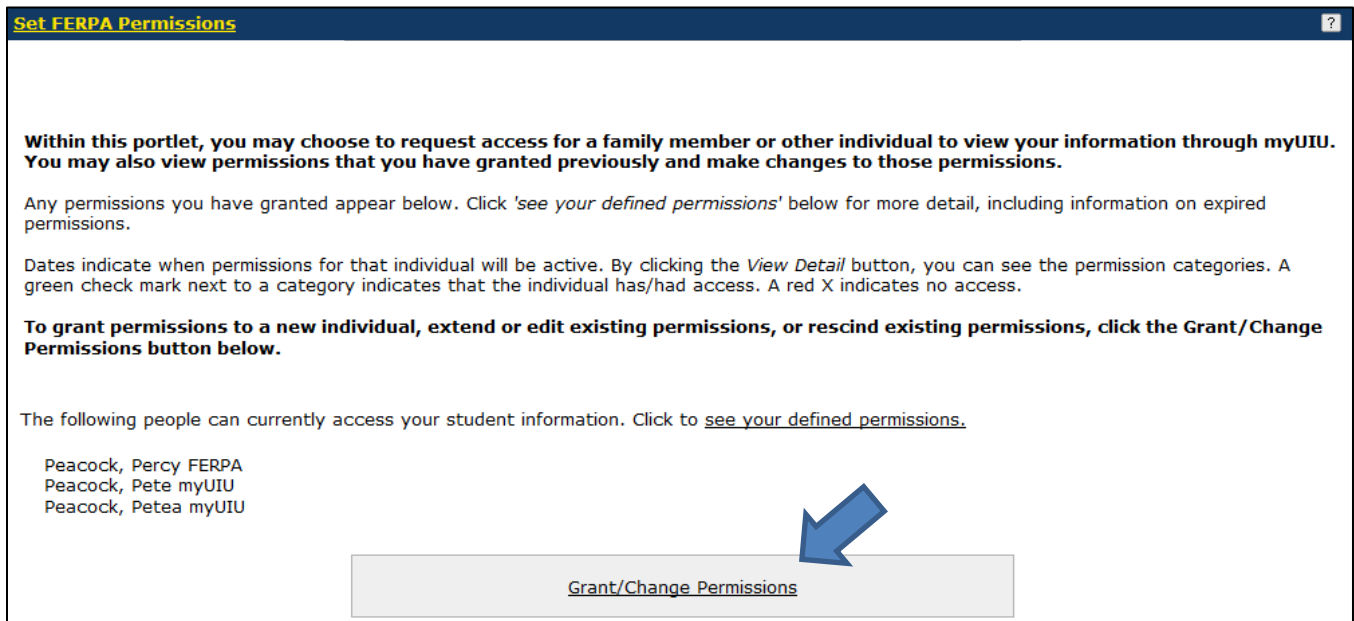 Set FERPA Permissions
?
Within this portlet, you may choose to request access for a family member or other individual to view your information through myUIU.
You may also view permissions that you have granted previously and make changes to those permissions.
Any permissions you have granted appear below. Click 'see your defined permissions' below for more detail, including information on expired
permissions.
Dates indicate when permissions for that individual will be active. By clicking the View Detail button, you can see the permission categories. A
green check mark next to a category indicates that the individual has/had access. A red X indicates no access.
To grant permissions to a new individual, extend or edit existing permissions, or rescind existing permissions, click the Grant/Change
Permissions button below.
The following people can currently access your student information. Click to see your defined permissions.
Peacock, Percy FERPA
Peacock, Pete myUIU
Peacock, Petea myUIU
Grant/Change Permissions